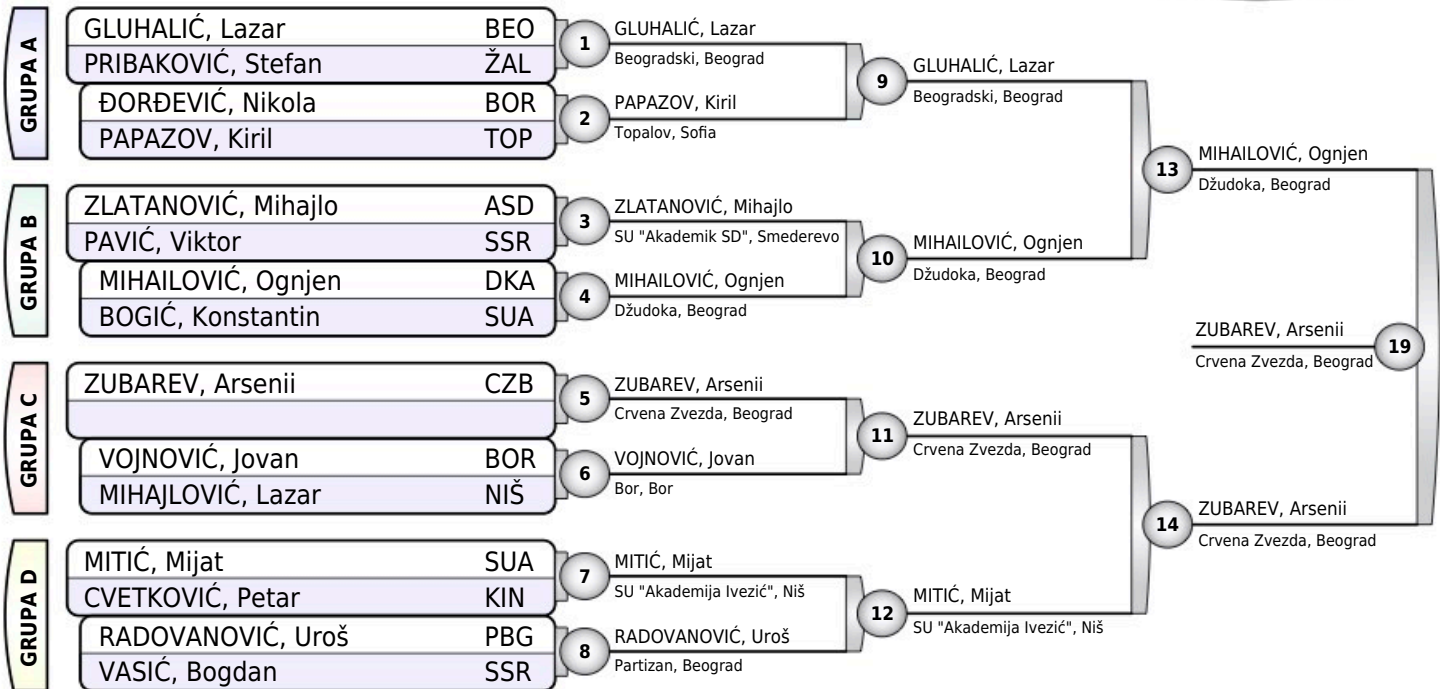 GRUPA A
GLUHALIĆ, Lazar BEO
PRIBAKOVIĆ, Stefan ŽAL
ĐORĐEVIĆ, Nikola BOR
PAPAZOV, Kiril TOP
GRUPA B
ZLATANOVIĆ, Mihajlo ASD
PAVIĆ, Viktor SSR
MIHAILOVIĆ, Ognjen DKA
BOGIĆ, Konstantin SUA
GRUPA C
ZUBAREV, Arsenii CZB
VOJNOVIĆ, Jovan BOR
MIHAJLOVIĆ, Lazar NIŠ
GRUPA D
MITIĆ, Mijat SUA
CVETKOVIĆ, Petar KIN
RADOVANOVIĆ, Uroš PBG
VASIĆ, Bogdan SSR
1 GLUHALIĆ, Lazar
Beogradski, Beograd
2 PAPAZOV, Kiril
Topalov, Sofia
3 ZLATANOVIĆ, Mihajlo
SU "Akademik SD", Smederevo
4 MIHAILOVIĆ, Ognjen
Džudoka, Beograd
5 ZUBAREV, Arsenii
Crvena Zvezda, Beograd
6 VOJNOVIĆ, Jovan
Bor, Bor
7 MITIĆ, Mijat
SU "Akademija Ivezić", Niš
8 RADOVANOVIĆ, Uroš
Partizan, Beograd
9 GLUHALIĆ, Lazar
Beogradski, Beograd
10 MIHAILOVIĆ, Ognjen
Džudoka, Beograd
11 ZUBAREV, Arsenii
Crvena Zvezda, Beograd
12 MITIĆ, Mijat
SU "Akademija Ivezić", Niš
13 MIHAILOVIĆ, Ognjen
Džudoka, Beograd
14 ZUBAREV, Arsenii
Crvena Zvezda, Beograd
ZUBAREV, Arsenii 19
Crvena Zvezda, Beograd